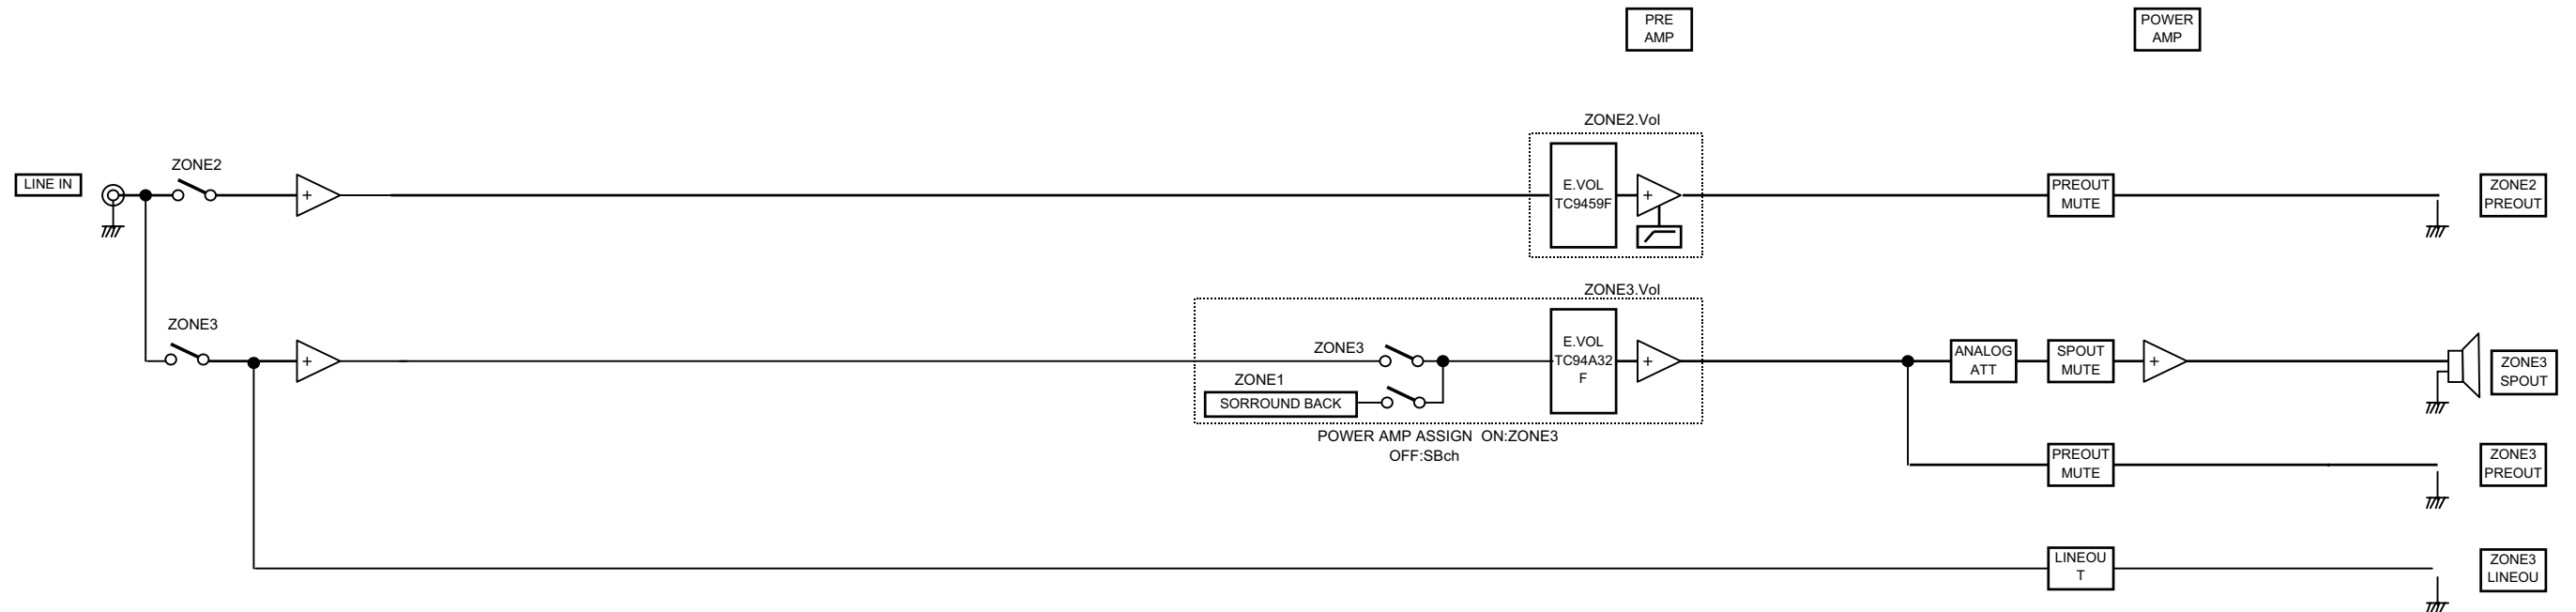 PRE
AMP
POWER
AMP
ZONE2.Vol
ZONE2
LINE IN
E.VOL
TC9459F
+
+
PREOUT
MUTE
ZONE2
PREOUT
ZONE3.Vol
ZONE3
+
ZONE3
ZONE1
SORROUND BACK
E.VOL
TC94A32
F
+
ANALOG
ATT
SPOUT
MUTE
+
ZONE3
SPOUT
POWER AMP ASSIGN ON:ZONE3
OFF:SBch
PREOUT
MUTE
ZONE3
PREOUT
LINEOU
T
ZONE3
LINEOU